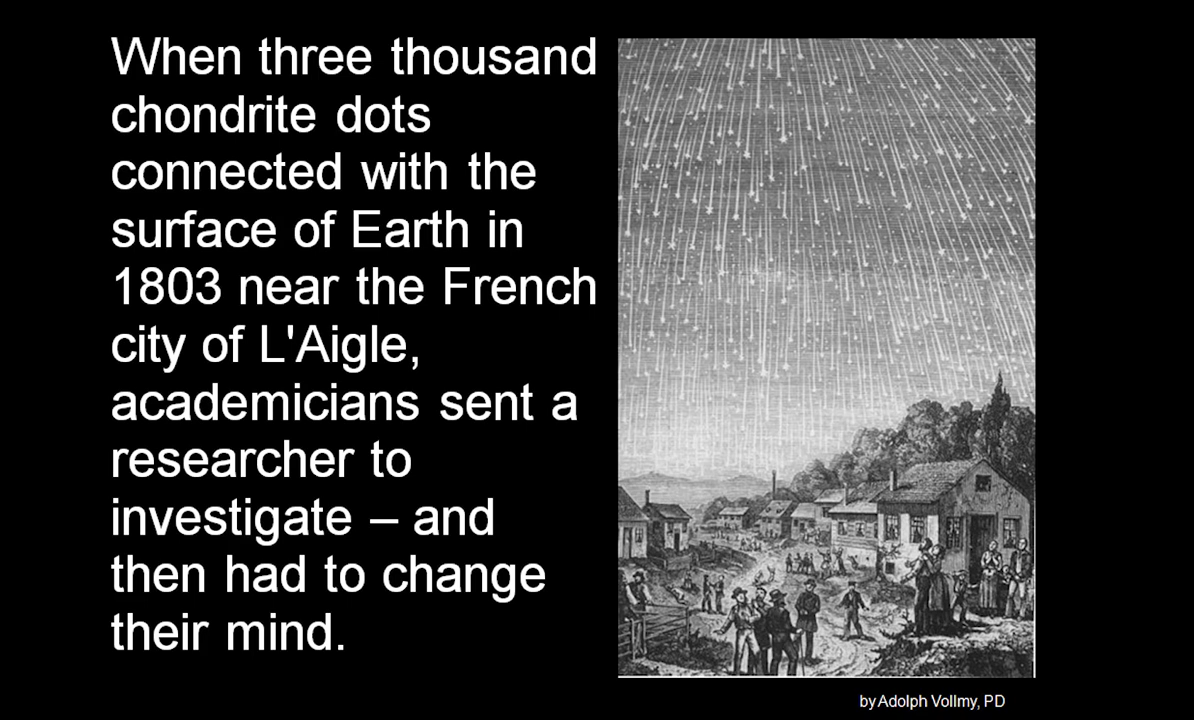 When three thousand
chondrite dots
connected with the
surface of Earth in
1803 near the French
city of L'Aigle,
academicians sent a
researcher to
investigate – and
then had to change
their mind.
by Adolph Vollmy, PD